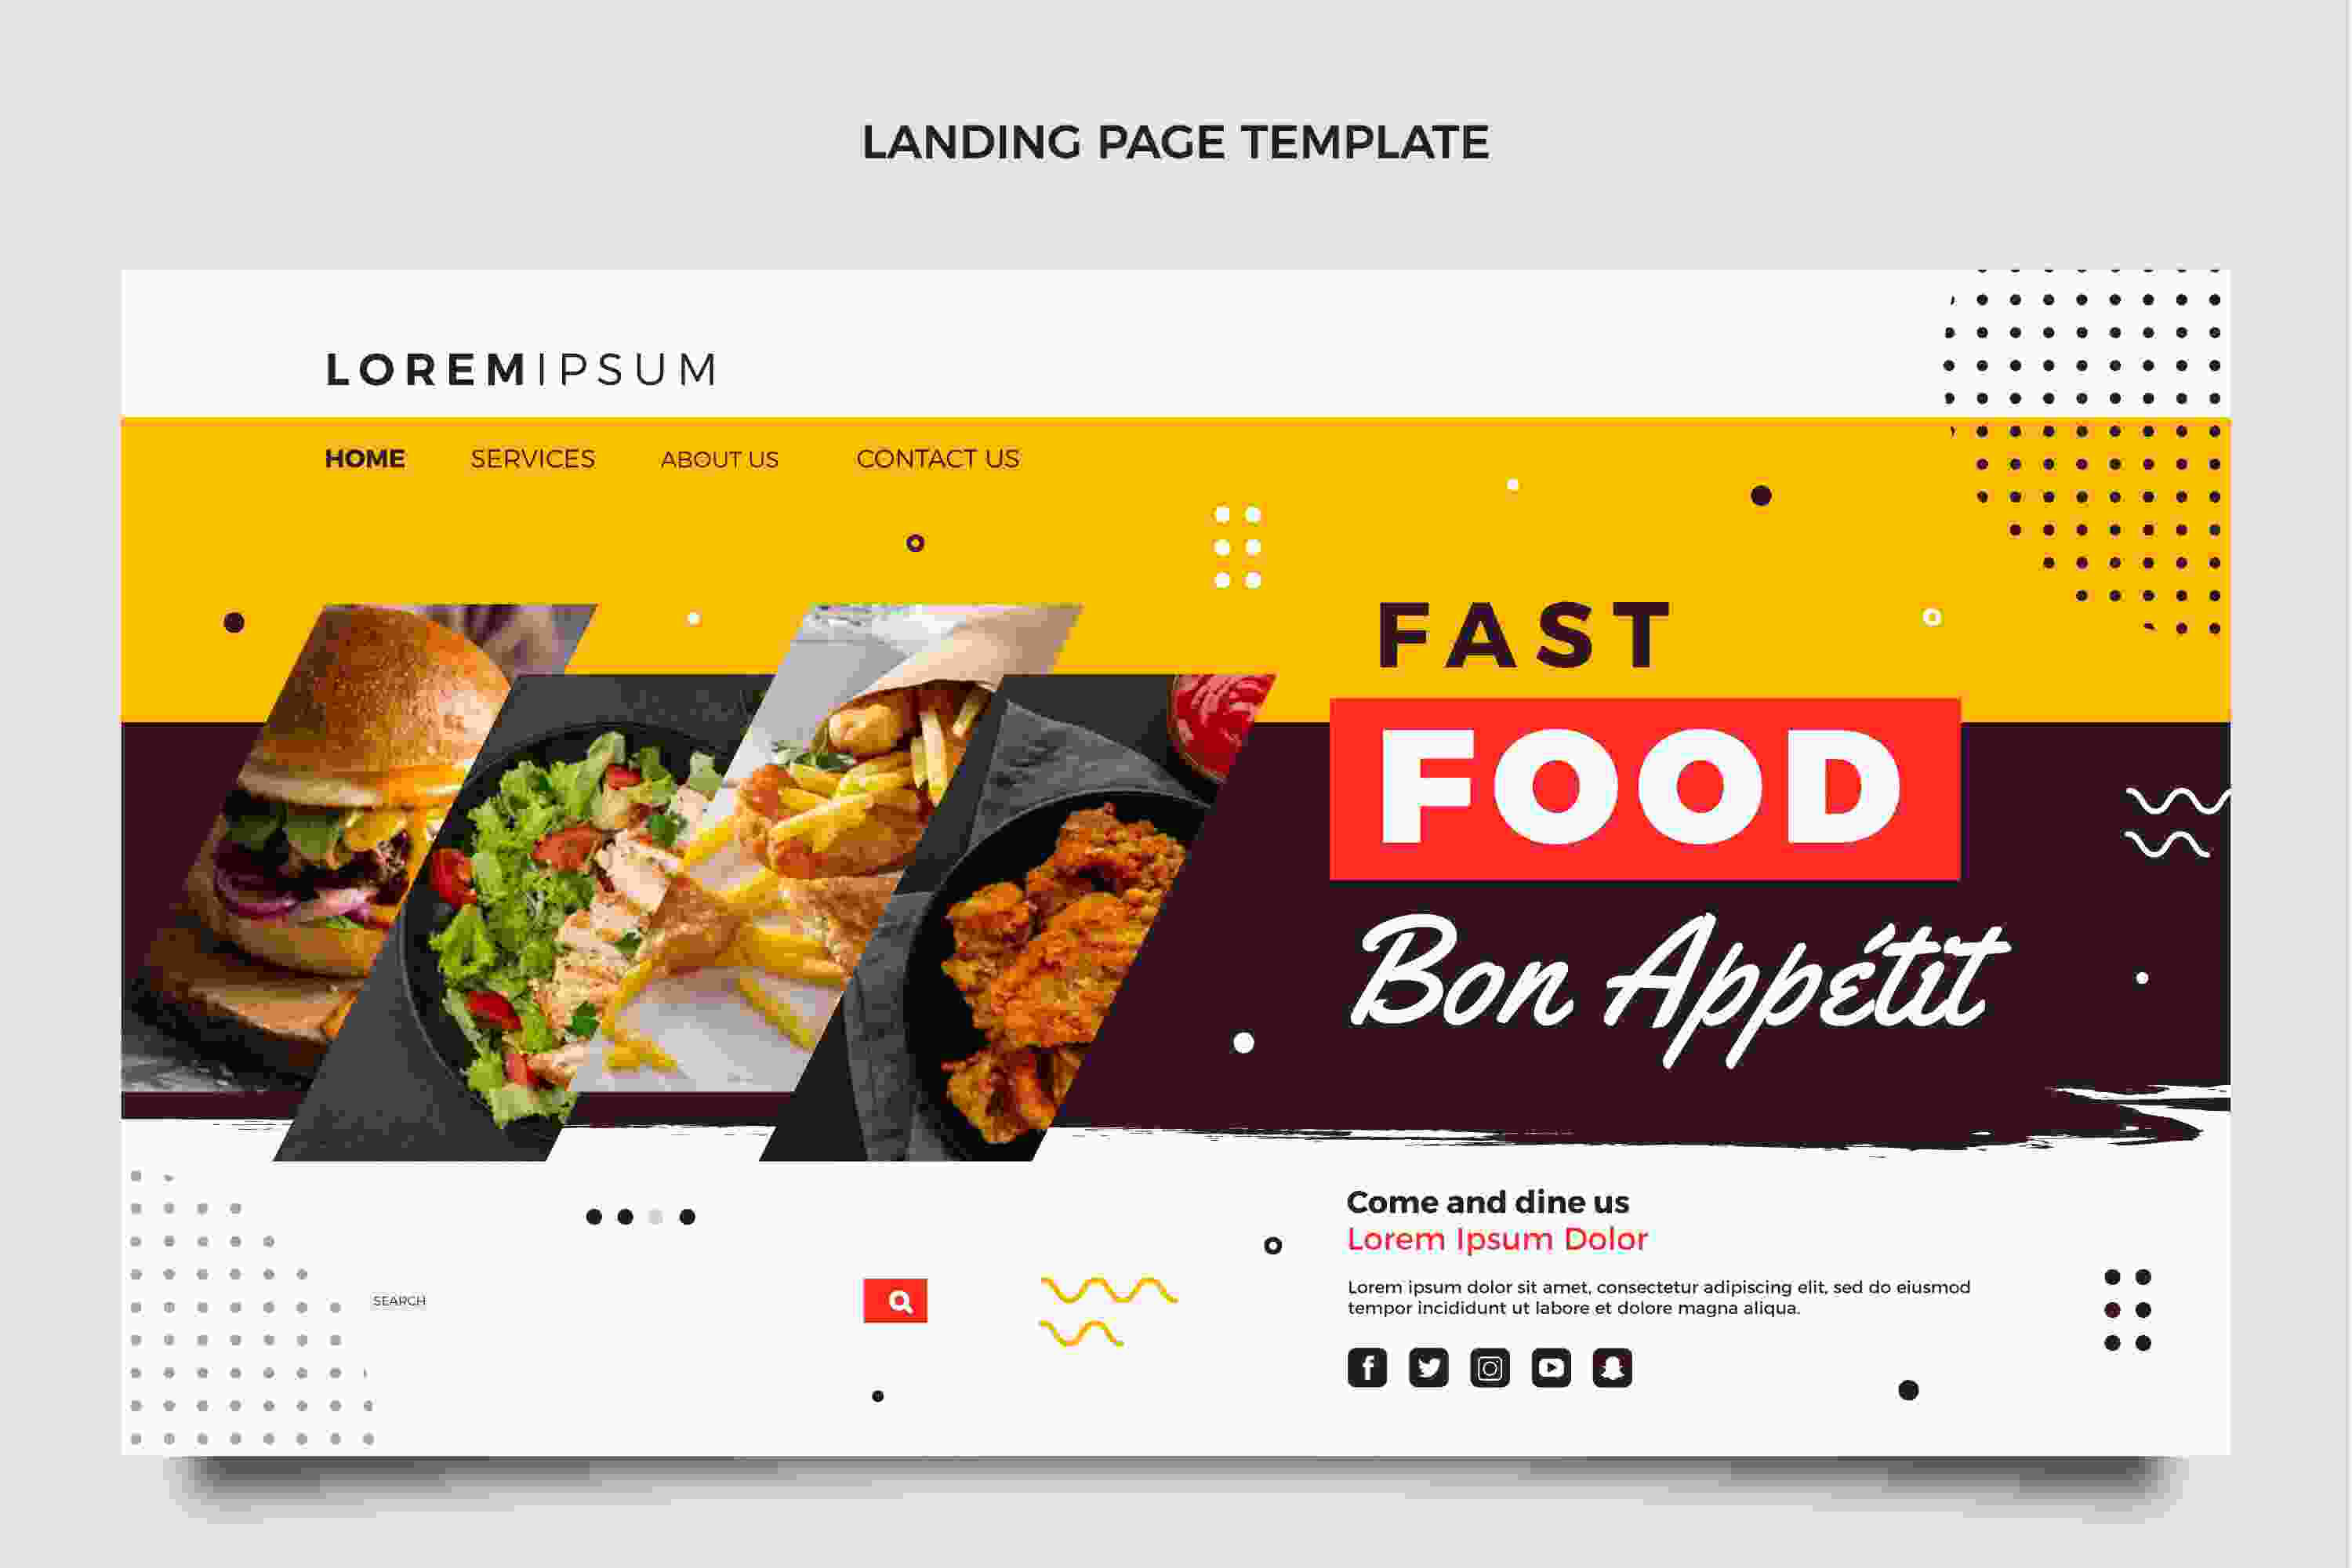 LANDING PAGE TEMPLATE
LOREMIPSUM
HOME SERVICES ABOUT US CONTACT US
FAST
FOOD
Bon Appétit
Come and dine us
Lorem Ipsum Dolor
Lorem ipsum dolor sit amet, consectetur adipiscing elit, sed do eiusmod
tempor incididunt ut labore et dolore magna aliqua.
SEARCH